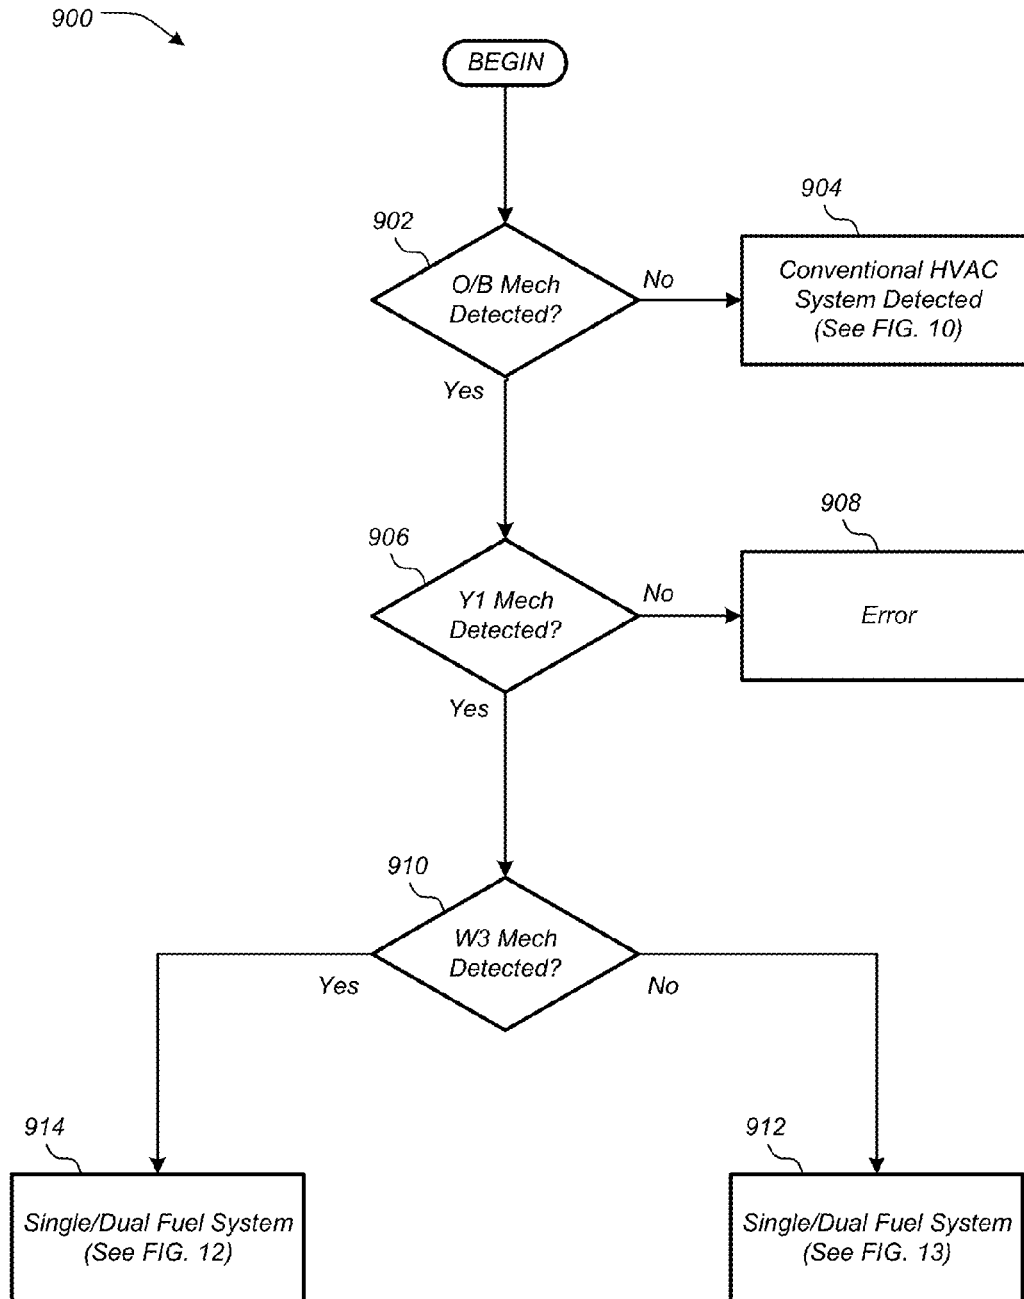 900
BEGIN
904
902
O/B Mech
Detected?
No
Conventional HVAC
System Detected
(See FIG. 10)
Yes
908
906
Y1 Mech
Detected?
No
Error
Yes
910
W3 Mech
Detected?
Yes
No
914
912
Single/Dual Fuel System
(See FIG. 12)
Single/Dual Fuel System
(See FIG. 13)